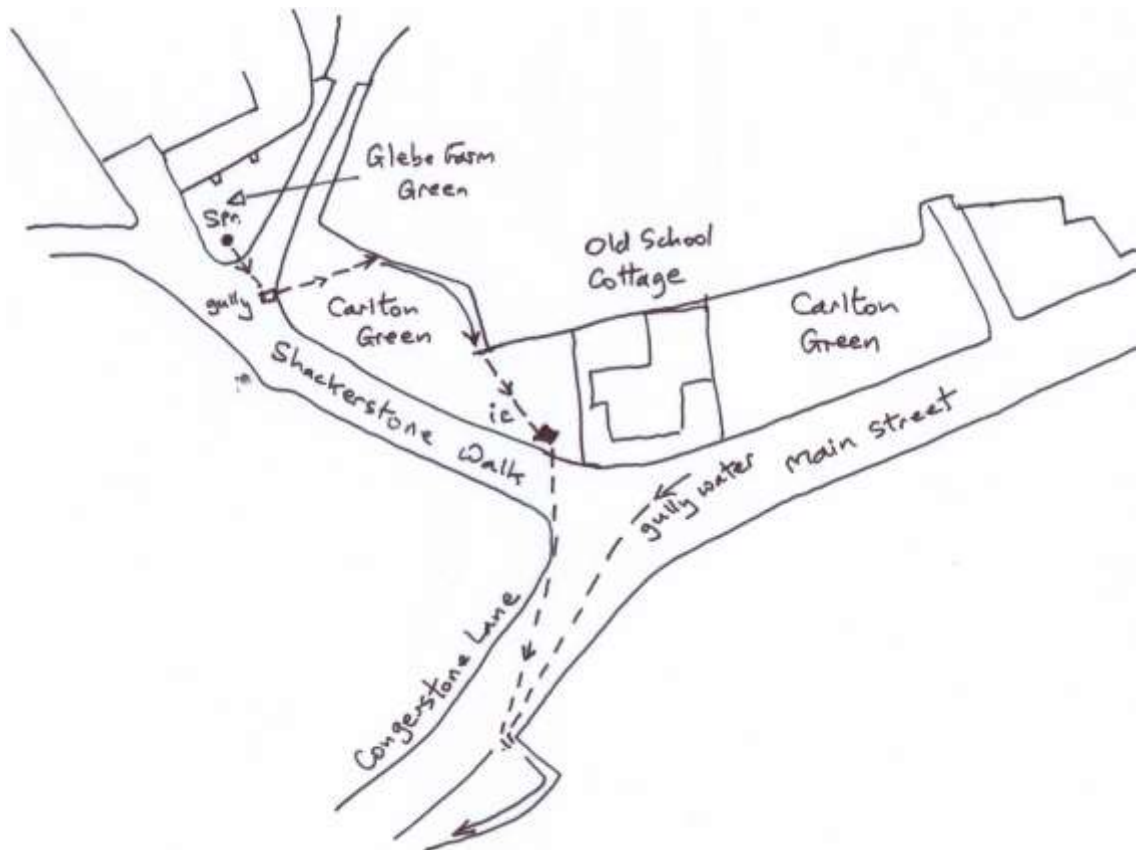 Glebe Farm
Green
Spr.
gully
Carlton
Green
Old School
Cottage
Carlton
Green
Shackerstone
Walk
ic
gully water
Main Street
Congerstone Lane